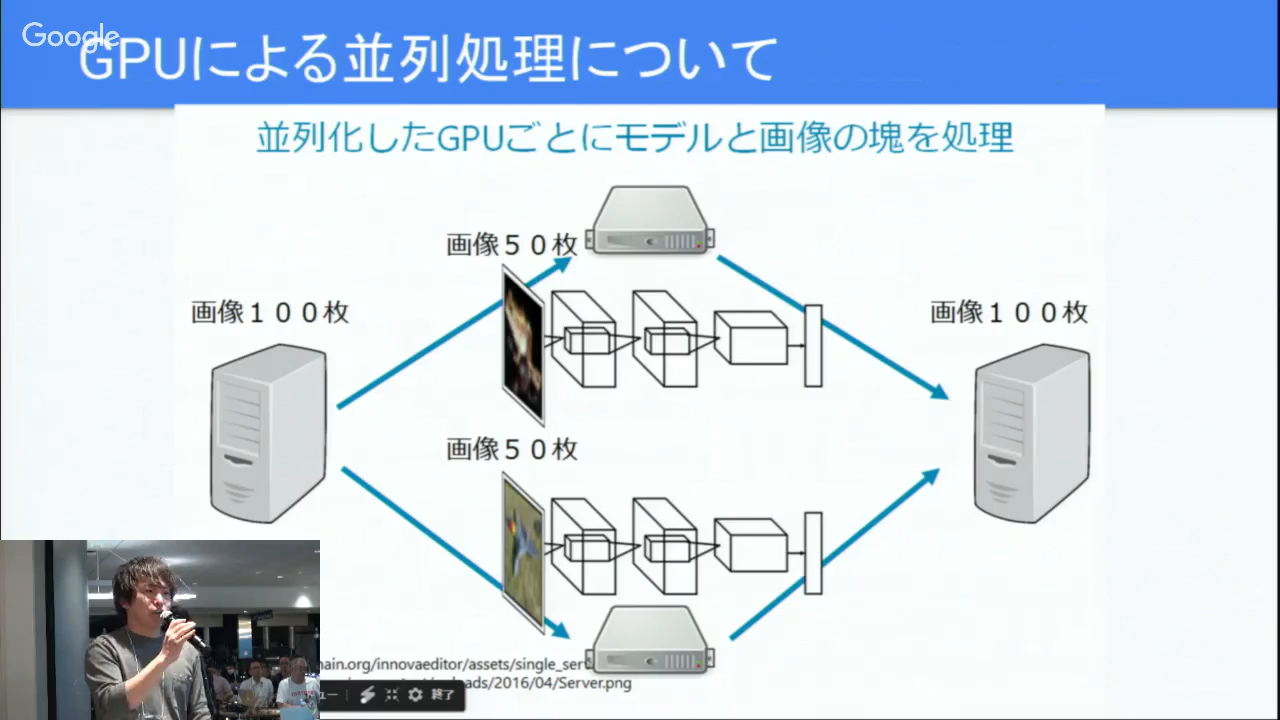 Google
GPUによる並列処理について
並列化したGPUごとにモデルと画像の塊を処理
画像５０枚
画像１００枚
画像１００枚
画像５０枚
main.org/innovaeditor/assets/single_ser
ads/2016/04/Server.png
ュー
終了